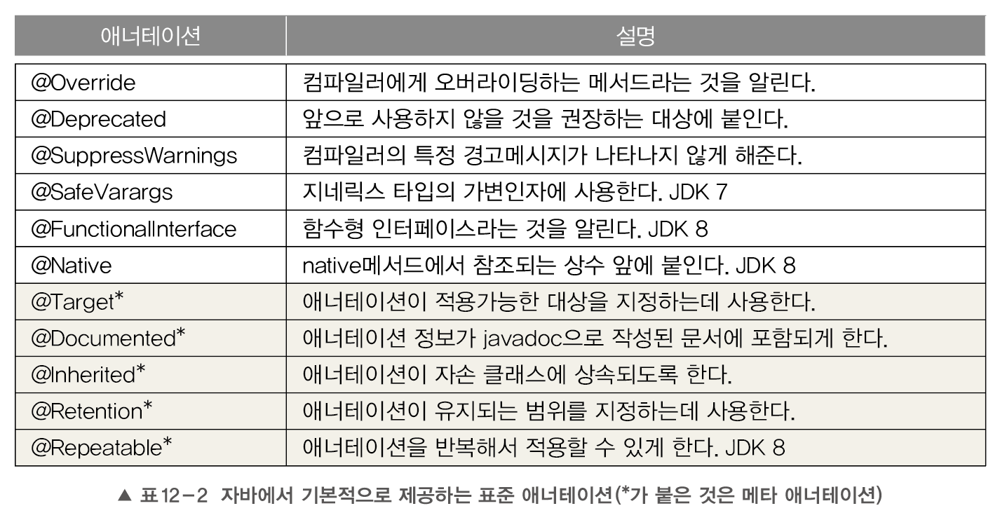 애너테이션 설명
@Override 컴파일러에게 오버라이딩하는 메서드라는 것을 알린다.
@Deprecated 앞으로 사용하지 않을 것을 권장하는 대상에 붙인다.
@SuppressWarnings 컴파일러의 특정 경고메시지가 나타나지 않게 해준다.
@SafeVarargs 지네릭스 타입의 가변인자에 사용한다. JDK 7
@FunctionalInterface 함수형 인터페이스라는 것을 알린다. JDK 8
@Native native메서드에서 참조되는 상수 앞에 붙인다. JDK 8
@Target* 애너테이션이 적용가능한 대상을 지정하는데 사용한다.
@Documented* 애너테이션 정보가 javadoc으로 작성된 문서에 포함되게 한다.
@Inherited* 애너테이션이 자손 클래스에 상속되도록 한다.
@Retention* 애너테이션이 유지되는 범위를 지정하는데 사용한다.
@Repeatable* 애너테이션을 반복해서 적용할 수 있게 한다. JDK 8
▲ 표12-2 자바에서 기본적으로 제공하는 표준 애너테이션(*가 붙은 것은 메타 애너테이션)